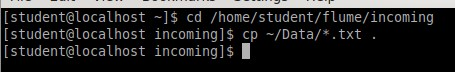 [student@localhost ~]$ cd /home/student/flume/incoming
[student@localhost incoming]$ cp ~/Data/*.txt .
[student@localhost incoming]$